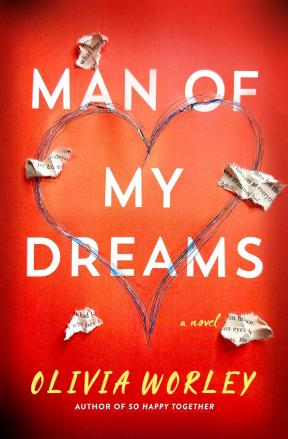 MAN OF
MY
DREAMS
a novel
OLIVIA WORLEY
AUTHOR OF SO HAPPY TOGETHER